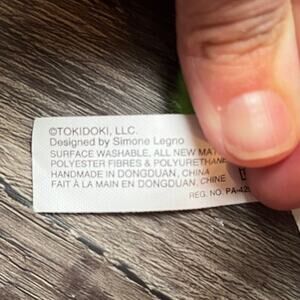 ©TOKIDOKI, LLC.
Designed by Simone Legno
SURFACE WASHABLE, ALL NEW
POLYESTER FIBRES & POLYURETHANE
HANDMADE IN DONGDUAN, CHINA
FAIT À LA MAIN EN DONGDUAN, CHINE
REG. NO.